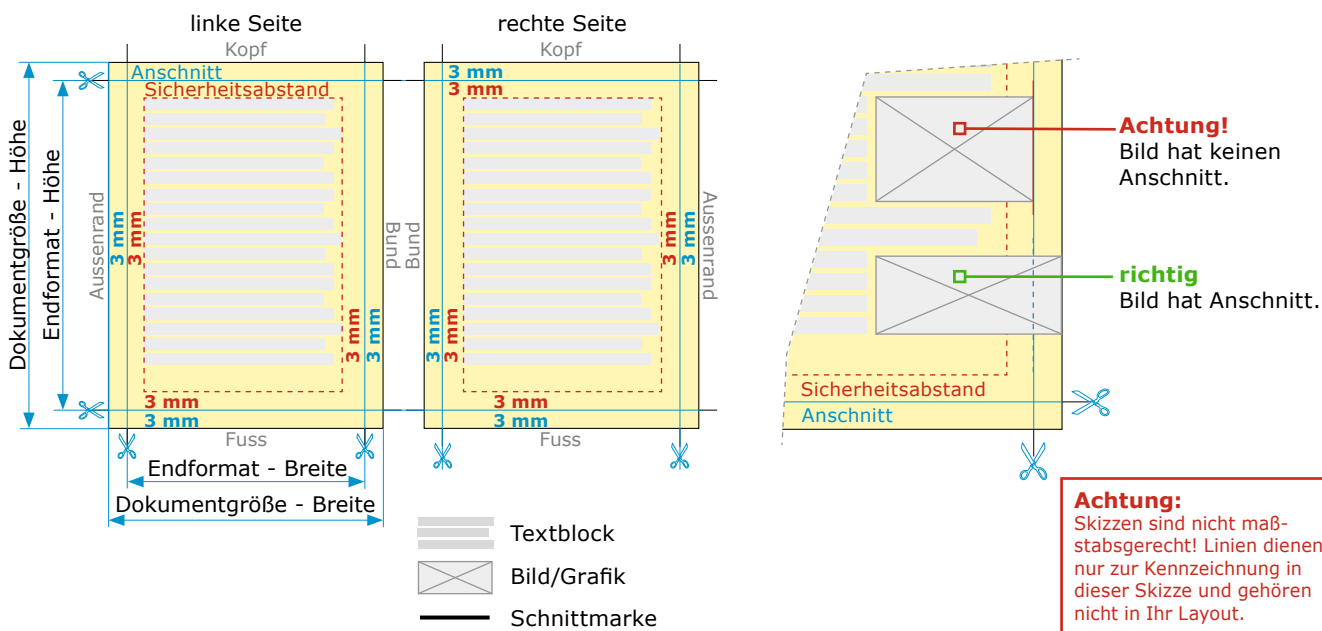 linke Seite
Kopf
Anschnitt
Sicherheitsabstand
Dokumentgröße - Höhe
Endformat - Höhe
Aussenrand
3 mm
3 mm
3 mm
3 mm
Bund
3 mm
3 mm
Fuss
Endformat - Breite
Dokumentgröße - Breite
rechte Seite
Kopf
3 mm
3 mm
Bund
3 mm
3 mm
3 mm
3 mm
Aussenrand
3 mm
3 mm
Fuss
Textblock
Bild/Grafik
Schnittmarke
Achtung!
Bild hat keinen
Anschnitt.
richtig
Bild hat Anschnitt.
Sicherheitsabstand
Anschnitt
Achtung:
Skizzen sind nicht maß-
stabsgerecht! Linien dienen
nur zur Kennzeichnung in
dieser Skizze und gehören
nicht in Ihr Layout.